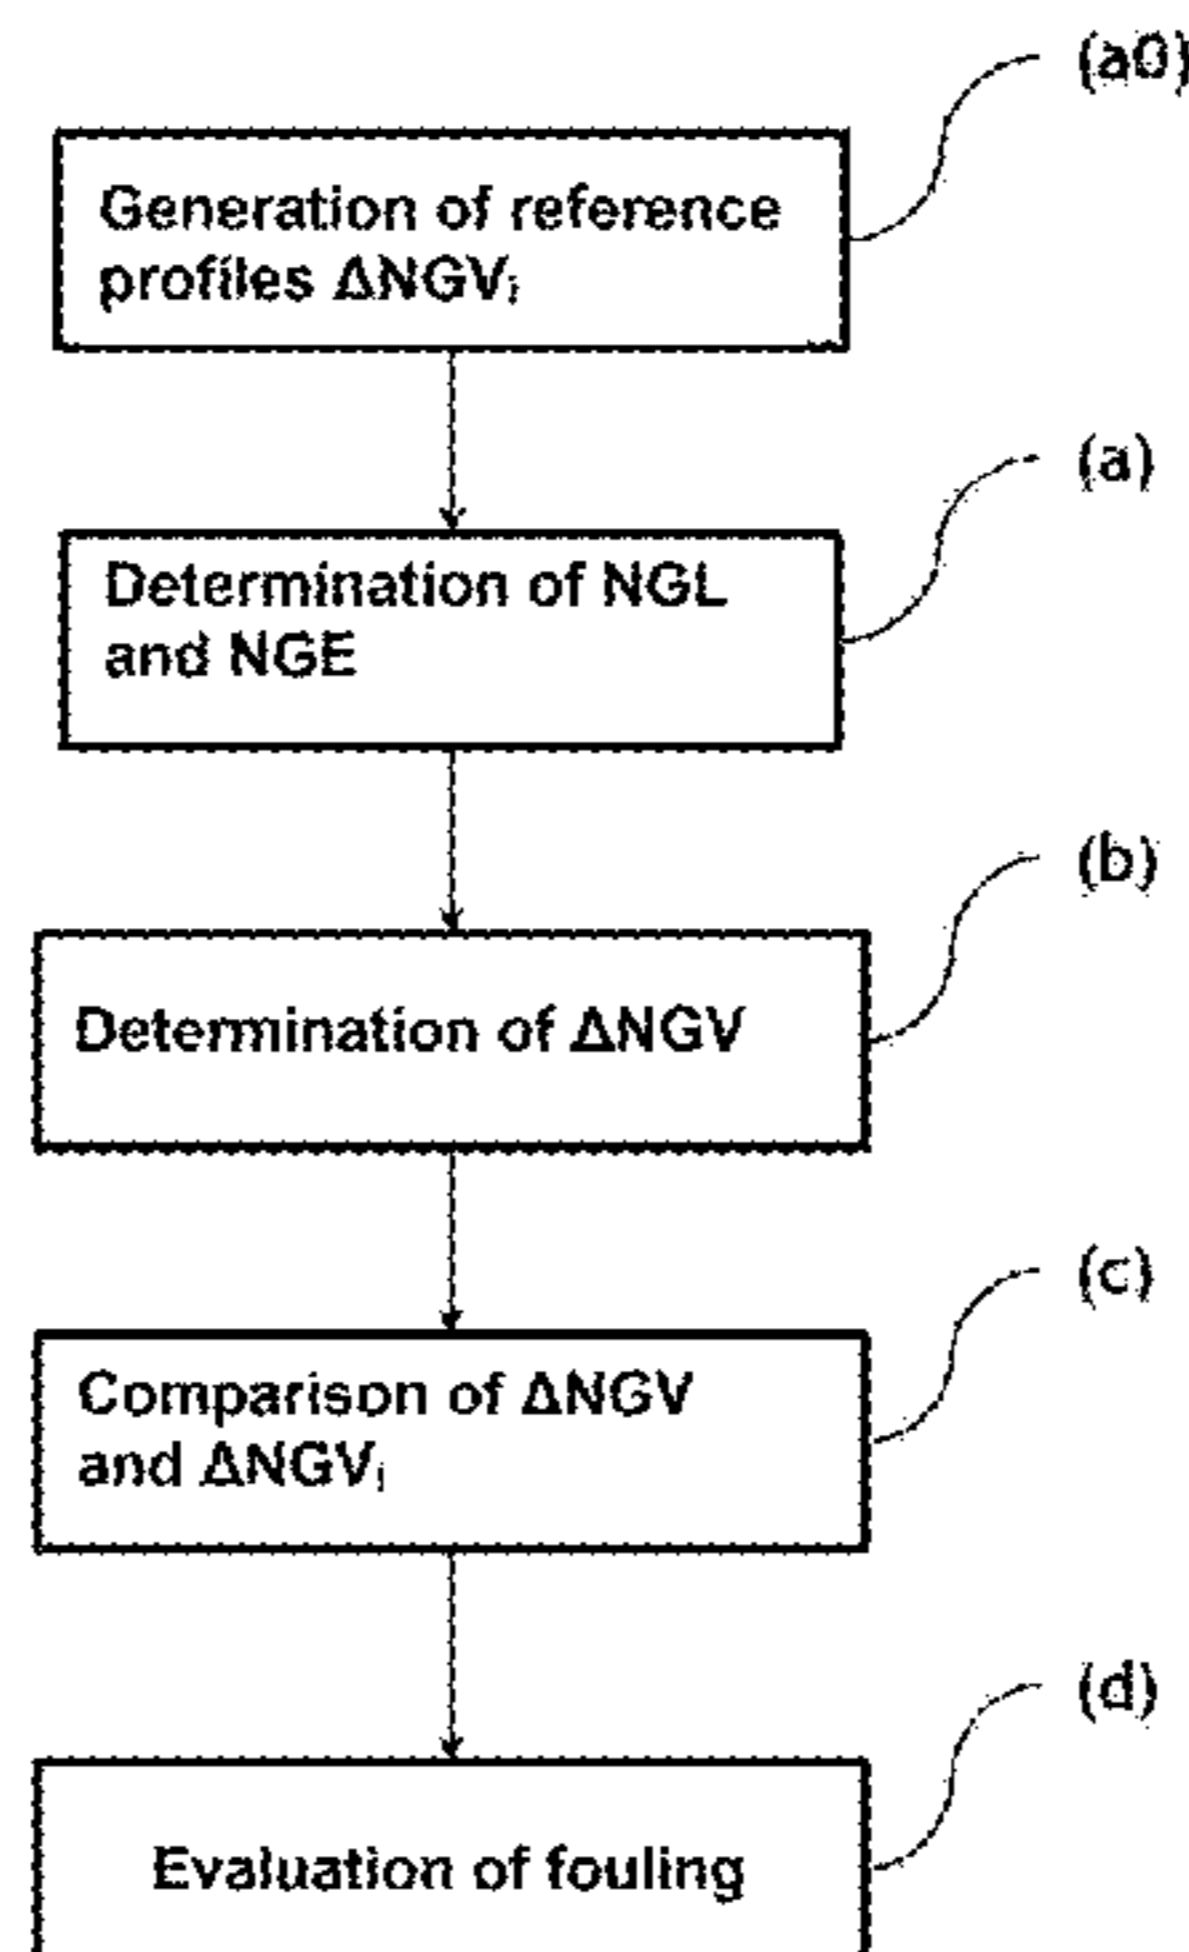 (a0)
Generation of reference
profiles ΔNGVᵢ
(a)
Determination of NGL
and NGE
(b)
Determination of ΔNGV
(c)
Comparison of ΔNGV
and ΔNGVᵢ
(d)
Evaluation of fouling